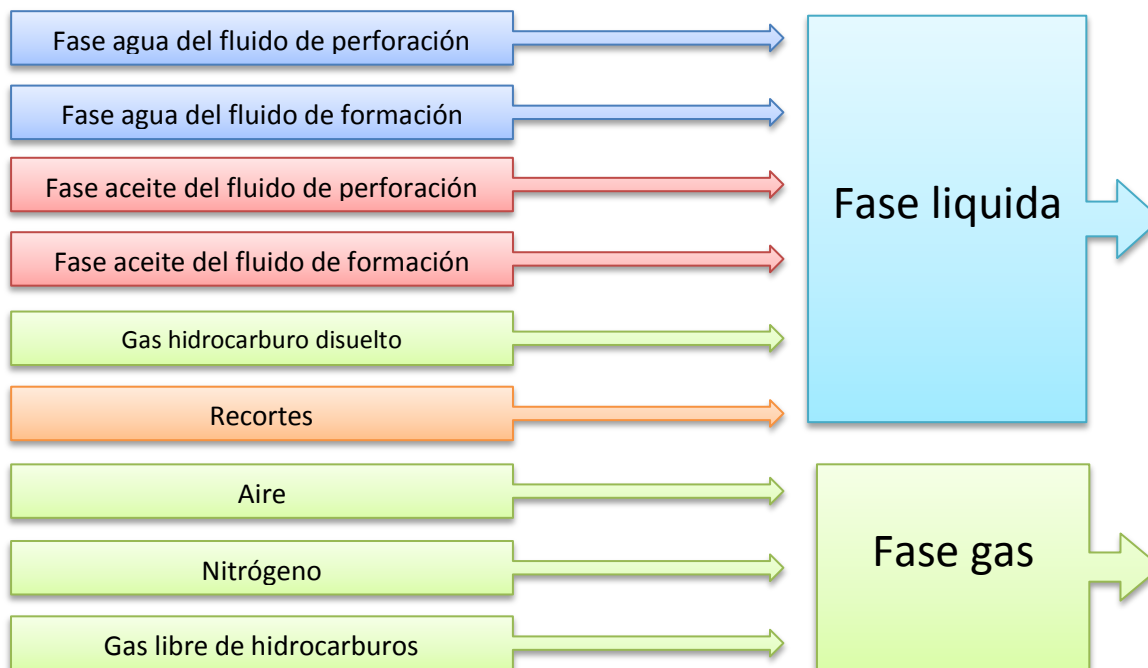 Fase agua del fluido de perforación
Fase agua del fluido de formación
Fase aceite del fluido de perforación
Fase aceite del fluido de formación
Gas hidrocarburo disuelto
Recortes
Aire
Nitrógeno
Gas libre de hidrocarburos
Fase liquida
Fase gas